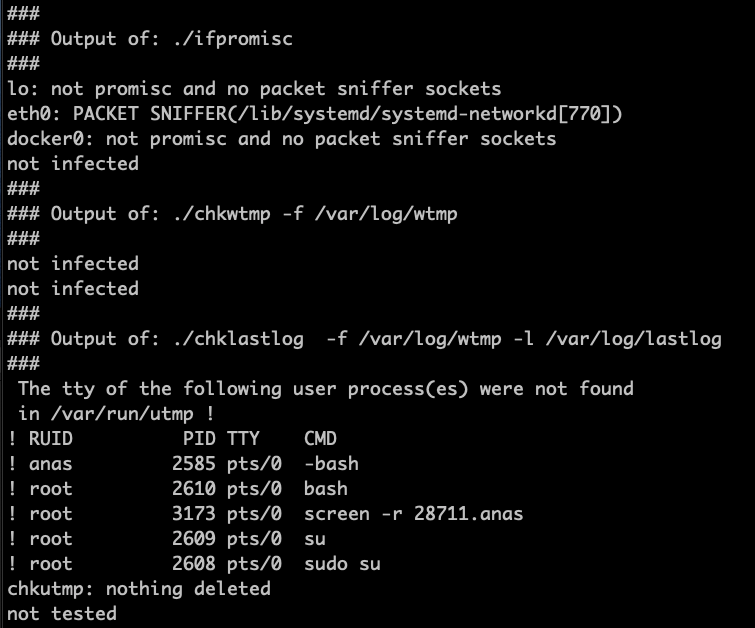 ###
### Output of: ./ifpromisc
###
lo: not promisc and no packet sniffer sockets
eth0: PACKET SNIFFER(/lib/systemd/systemd-networkd[770])
docker0: not promisc and no packet sniffer sockets
not infected
###
### Output of: ./chkwtmp -f /var/log/wtmp
###
not infected
not infected
###
### Output of: ./chklastlog  -f /var/log/wtmp -l /var/log/lastlog
###
 The tty of the following user process(es) were not found
 in /var/run/utmp !
! RUID          PID TTY    CMD
! anas         2585 pts/0  -bash
! root         2610 pts/0  bash
! root         3173 pts/0  screen -r 28711.anas
! root         2609 pts/0  su
! root         2608 pts/0  sudo su
chkutmp: nothing deleted
not tested